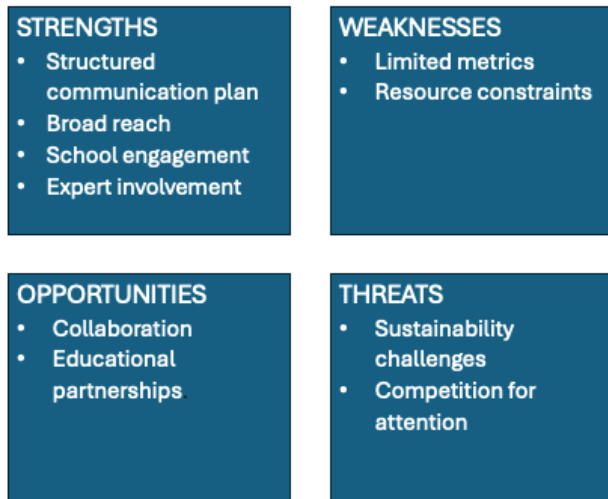 STRENGTHS
• Structured
communication plan
• Broad reach
• School engagement
• Expert involvement
WEAKNESSES
• Limited metrics
• Resource constraints
OPPORTUNITIES
• Collaboration
• Educational
partnerships.
THREATS
• Sustainability
challenges
• Competition for
attention